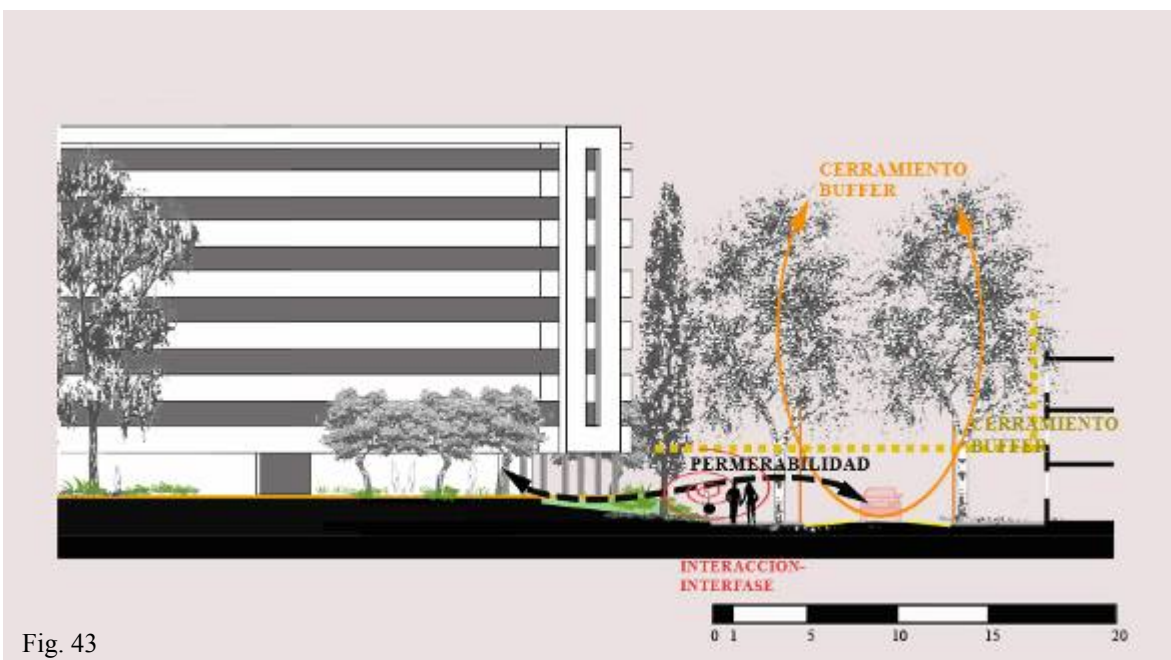 CERRAMIENTO
BUFFER
CERRAMIENTO
BUFFER
PERMERABILIDAD
INTERACCION-
INTERFASE
0 1 5 10 15 20
Fig. 43